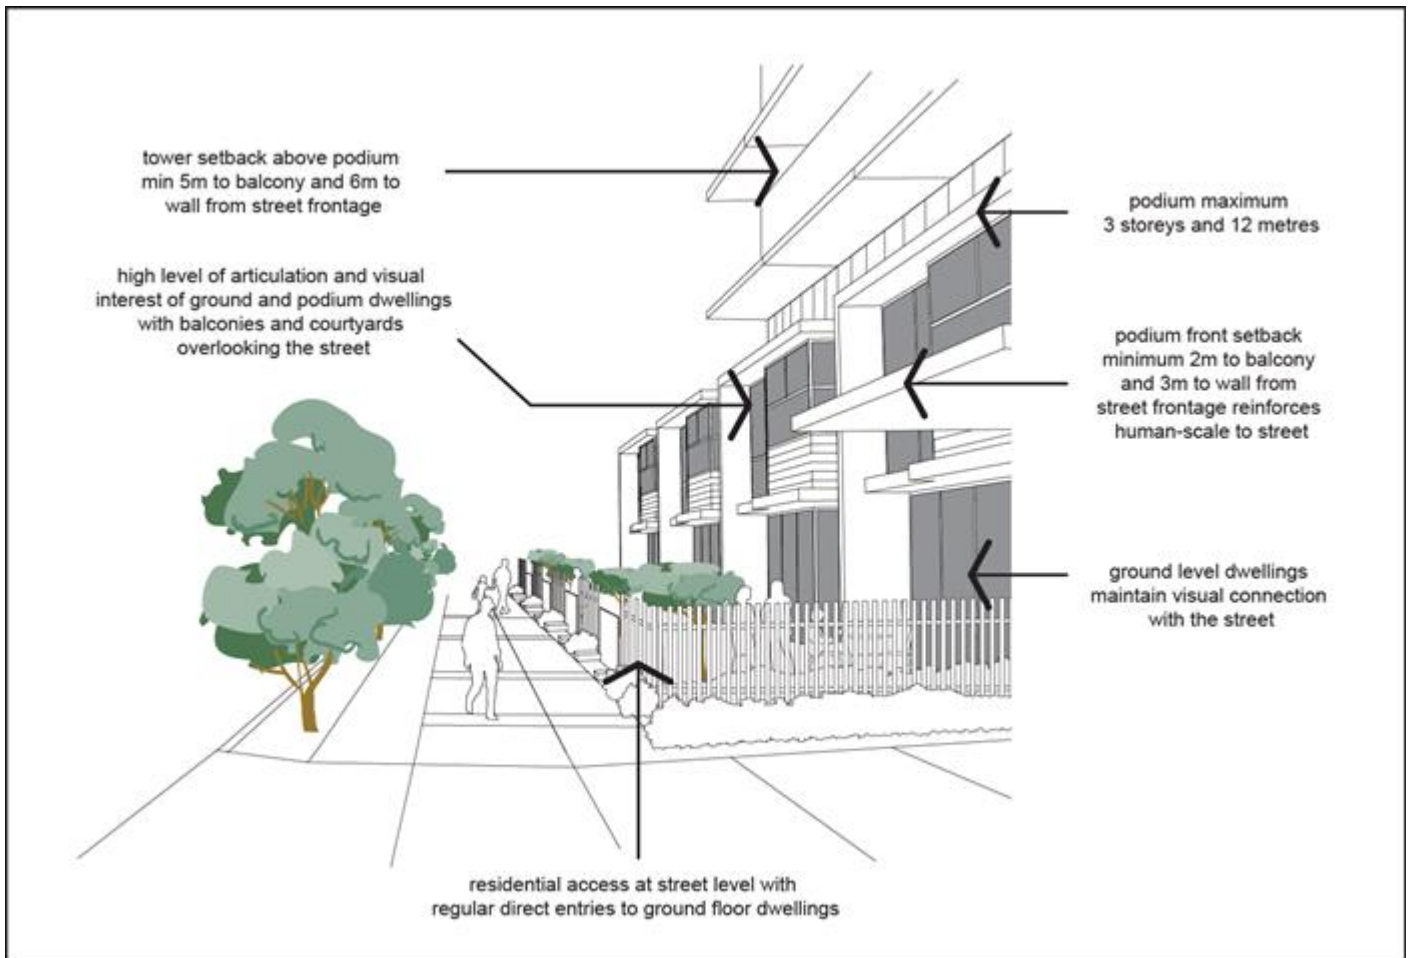 tower setback above podium
min 5m to balcony and 6m to
wall from street frontage
high level of articulation and visual
interest of ground and podium dwellings
with balconies and courtyards
overlooking the street
podium maximum
3 storeys and 12 metres
podium front setback
minimum 2m to balcony
and 3m to wall from
street frontage reinforces
human-scale to street
ground level dwellings
maintain visual connection
with the street
residential access at street level with
regular direct entries to ground floor dwellings